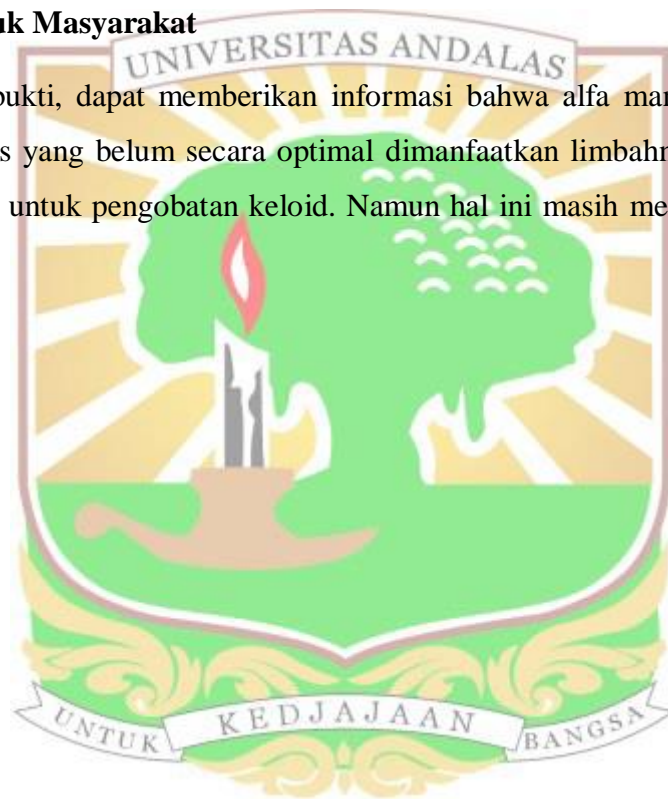 uk Masyarakat
UNIVERSITAS ANDALAS
bukti, dapat memberikan informasi bahwa alfa mar
s yang belum secara optimal dimanfaatkan limbahn
untuk pengobatan keloid. Namun hal ini masih me
UNTUK KEDJAJAAN BANGSA